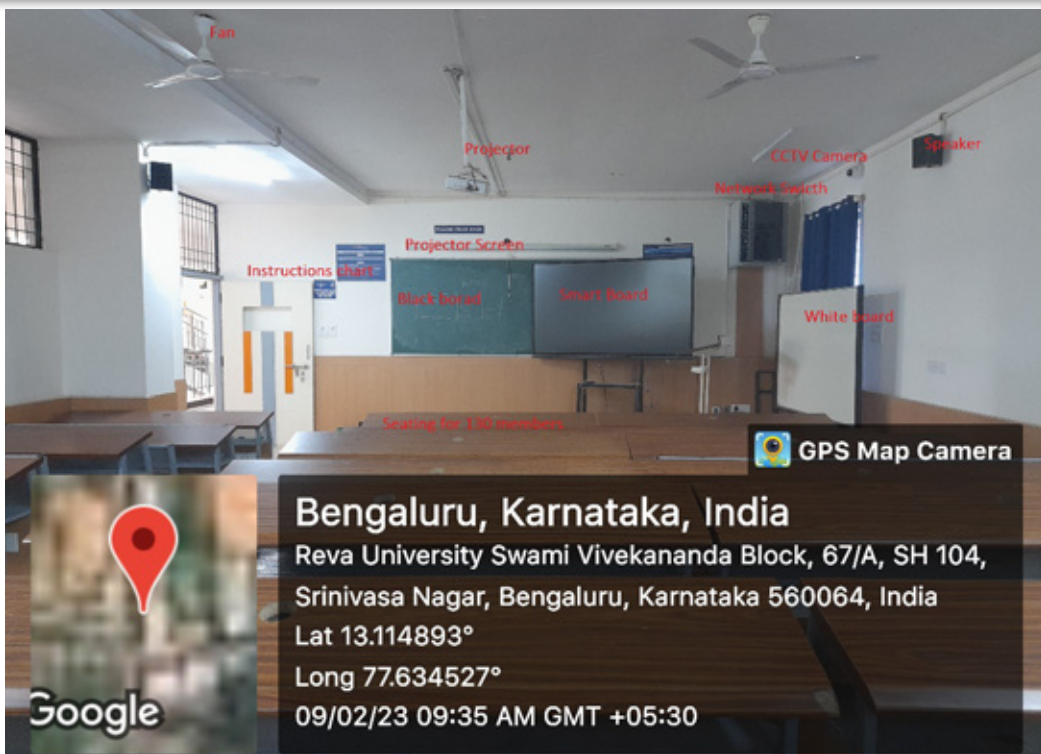 Fan
Projector
CCTV Camera
Speaker
Network Swicth
Projector Screen
Instructions chart
Black borad
Smart Board
White board
Seating for 130 members
GPS Map Camera
Bengaluru, Karnataka, India
Reva University Swami Vivekananda Block, 67/A, SH 104,
Srinivasa Nagar, Bengaluru, Karnataka 560064, India
Lat 13.114893°
Long 77.634527°
09/02/23 09:35 AM GMT +05:30
Google